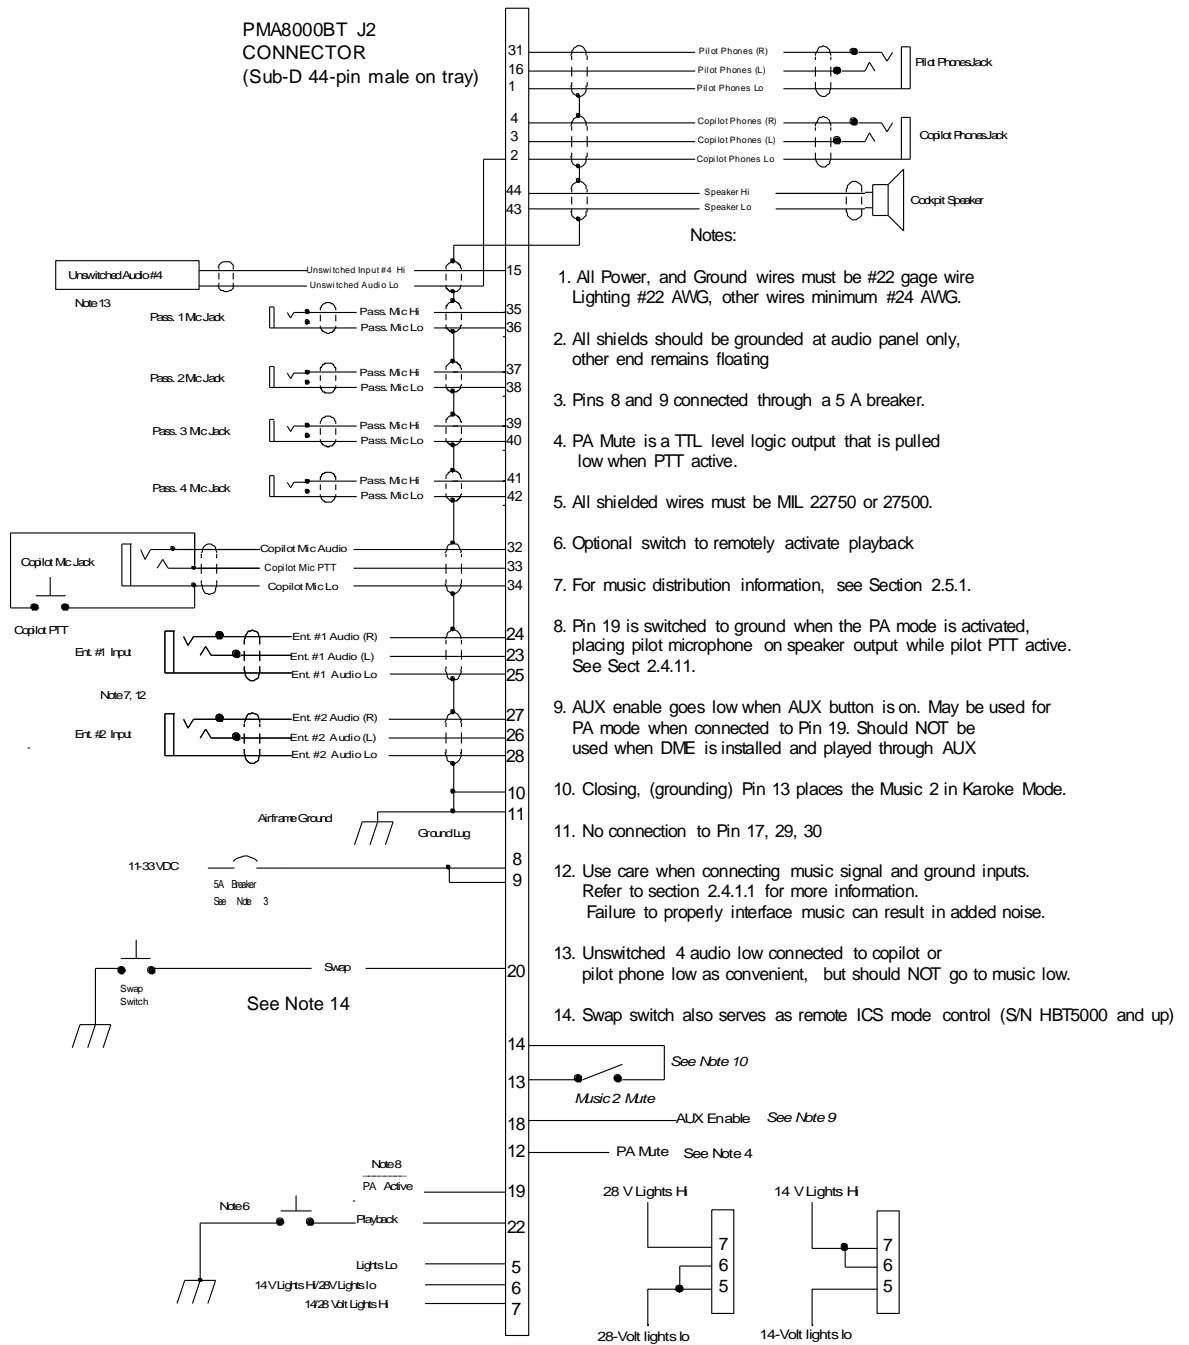 PMA8000BT J2
CONNECTOR
(Sub-D 44-pin male on tray)
31
Pilot Phones (R)
16
Pilot Phones (L)
1
Pilot Phones Lo
Pilot Phones Jack
4
Copilot Phones (R)
3
Copilot Phones (L)
2
Copilot Phones Lo
Copilot Phones Jack
44
Speaker Hi
43
Speaker Lo
Cockpit Speaker
Unswitched Audio #4
Note 13
Unswitched Input #4 Hi
15
Unswitched Audio Lo
Pass. 1 Mic Jack
Pass. Mic Hi
35
Pass. Mic Lo
36
Pass. 2 Mic Jack
Pass. Mic Hi
37
Pass. Mic Lo
38
Pass. 3 Mic Jack
Pass. Mic Hi
39
Pass. Mic Lo
40
Pass. 4 Mic Jack
Pass. Mic Hi
41
Pass. Mic Lo
42
Copilot Mic Jack
Copilot Mic Audio
32
Copilot Mic PTT
33
Copilot Mic Lo
34
Copilot PTT
Ent. #1 Input
Ent. #1 Audio (R)
24
Ent. #1 Audio (L)
23
Ent. #1 Audio Lo
25
Note 7, 12
Ent. #2 Input
Ent. #2 Audio (R)
27
Ent. #2 Audio (L)
26
Ent. #2 Audio Lo
28
10
11
Airframe Ground
Ground Lug
11-33 VDC
5A Breaker
See Note 3
8
9
Swap
20
Swap
Switch
See Note 14
14
See Note 10
13
Music 2 Mute
18
AUX Enable See Note 9
12
PA Mute See Note 4
Note 8
PA Active
19
Note 6
Playback
22
Lights Lo
5
14 V Lights Hi/28V Lights lo
6
14/28 Volt Lights Hi
7
Notes:
1. All Power, and Ground wires must be #22 gage wire
Lighting #22 AWG, other wires minimum #24 AWG.
2. All shields should be grounded at audio panel only,
other end remains floating
3. Pins 8 and 9 connected through a 5 A breaker.
4. PA Mute is a TTL level logic output that is pulled
low when PTT active.
5. All shielded wires must be MIL 22750 or 27500.
6. Optional switch to remotely activate playback
7. For music distribution information, see Section 2.5.1.
8. Pin 19 is switched to ground when the PA mode is activated,
placing pilot microphone on speaker output while pilot PTT active.
See Sect 2.4.11.
9. AUX enable goes low when AUX button is on. May be used for
PA mode when connected to Pin 19. Should NOT be
used when DME is installed and played through AUX
10. Closing, (grounding) Pin 13 places the Music 2 in Karoke Mode.
11. No connection to Pin 17, 29, 30
12. Use care when connecting music signal and ground inputs.
Refer to section 2.4.1.1 for more information.
Failure to properly interface music can result in added noise.
13. Unswitched 4 audio low connected to copilot or
pilot phone low as convenient, but should NOT go to music low.
14. Swap switch also serves as remote ICS mode control (S/N HBT5000 and up)
28 V Lights Hi
7
6
5
28-Volt lights lo
14 V Lights Hi
7
6
5
14-Volt lights lo